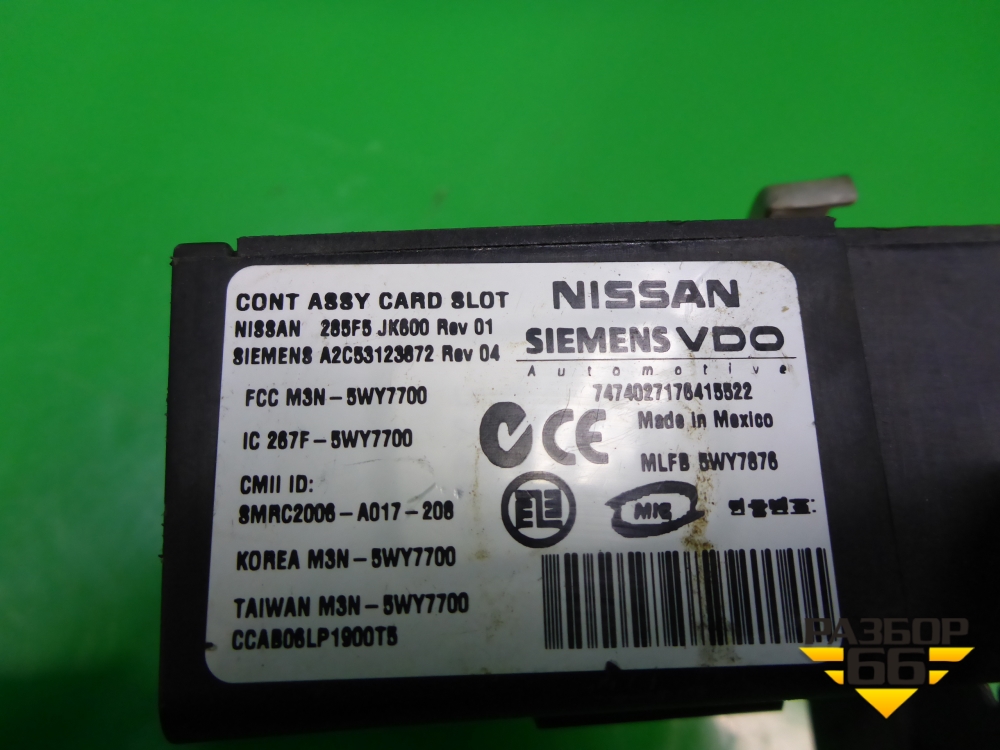 CONT ASSY CARD SLOT
NISSAN 285F5 JK600 Rev 01
SIEMENS A2C53123672 Rev 04
FCC M3N-5WY7700
IC 267F-5WY7700
CMII ID:
SMRC2006-A017-206
KOREA M3N-5WY7700
TAIWAN M3N-5WY7700
CCAB06LP1900T5
NISSAN
SIEMENS VDO
Automotive
7474027176415522
Made in Mexico
CE
MLFB 5WY7676
MIC
РАЗБОР
66